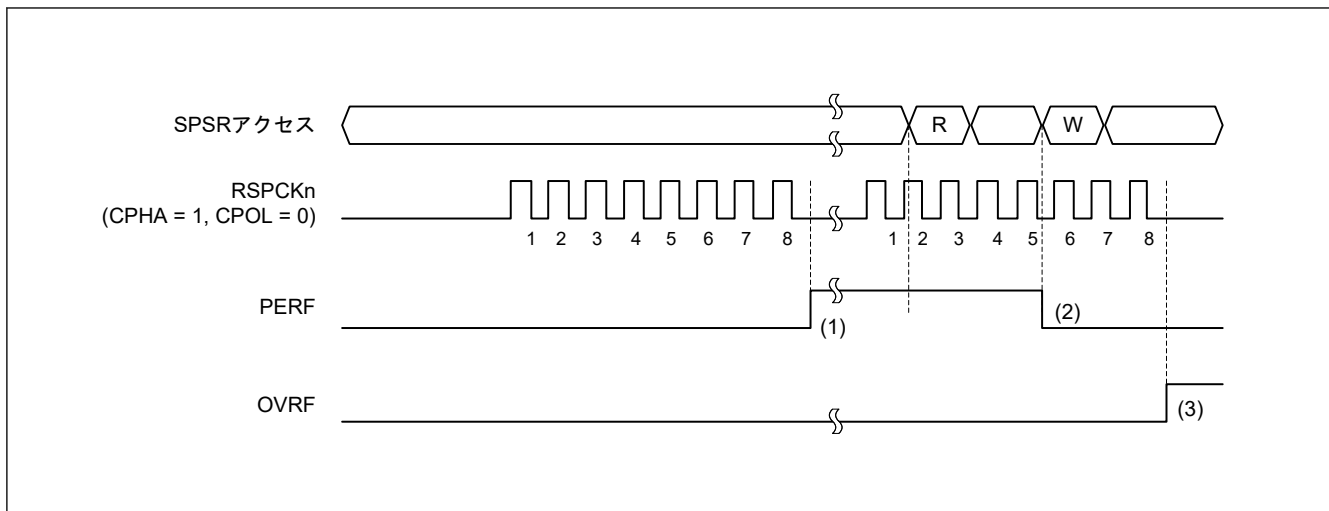 SPSRアクセス
R
W
RSPCKn
(CPHA = 1, CPOL = 0)
1 2 3 4 5 6 7 8 1 2 3 4 5 6 7 8
PERF
(1)
(2)
OVRF
(3)